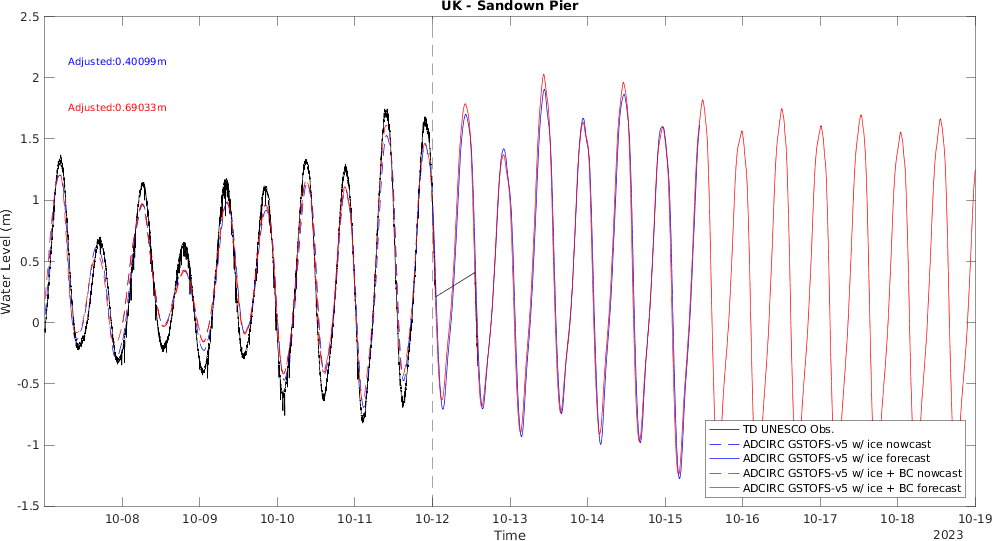 UK - Sandown Pier
2.5
2
1.5
1
0.5
0
-0.5
-1
-1.5
Water Level (m)
Adjusted:0.40099m
Adjusted:0.69033m
TD UNESCO Obs.
ADCIRC GSTOFS-v5 w/ ice nowcast
ADCIRC GSTOFS-v5 w/ ice forecast
ADCIRC GSTOFS-v5 w/ ice + BC nowcast
ADCIRC GSTOFS-v5 w/ ice + BC forecast
10-08 10-09 10-10 10-11 10-12 10-13 10-14 10-15 10-16 10-17 10-18 10-19
Time
2023